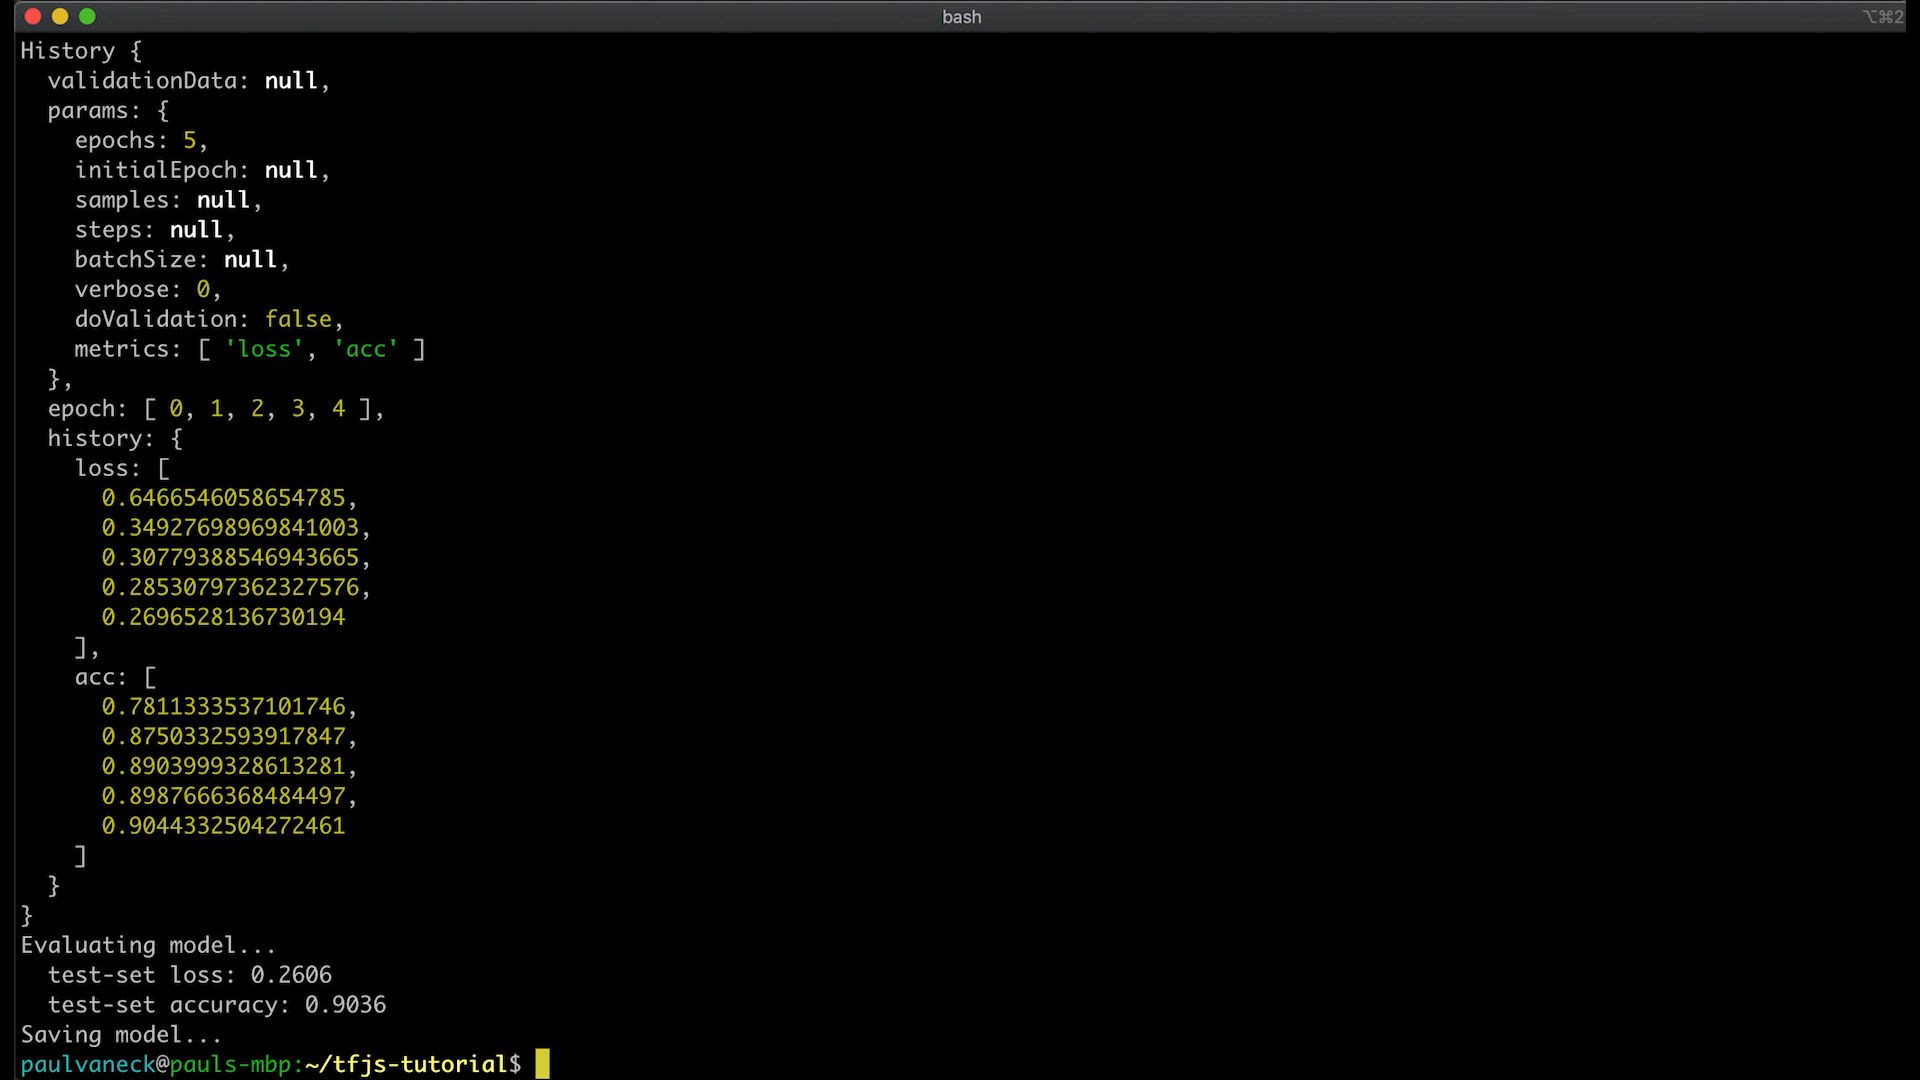 bash
⌥⌘2
History {
  validationData: null,
  params: {
    epochs: 5,
    initialEpoch: null,
    samples: null,
    steps: null,
    batchSize: null,
    verbose: 0,
    doValidation: false,
    metrics: [ 'loss', 'acc' ]
  },
  epoch: [ 0, 1, 2, 3, 4 ],
  history: {
    loss: [
      0.6466546058654785,
      0.34927698969841003,
      0.30779388546943665,
      0.28530797362327576,
      0.2696528136730194
    ],
    acc: [
      0.7811333537101746,
      0.8750332593917847,
      0.8903999328613281,
      0.8987666368484497,
      0.9044332504272461
    ]
  }
}
Evaluating model...
  test-set loss: 0.2606
  test-set accuracy: 0.9036
Saving model...
paulvaneck@pauls-mbp:~/tfjs-tutorial$